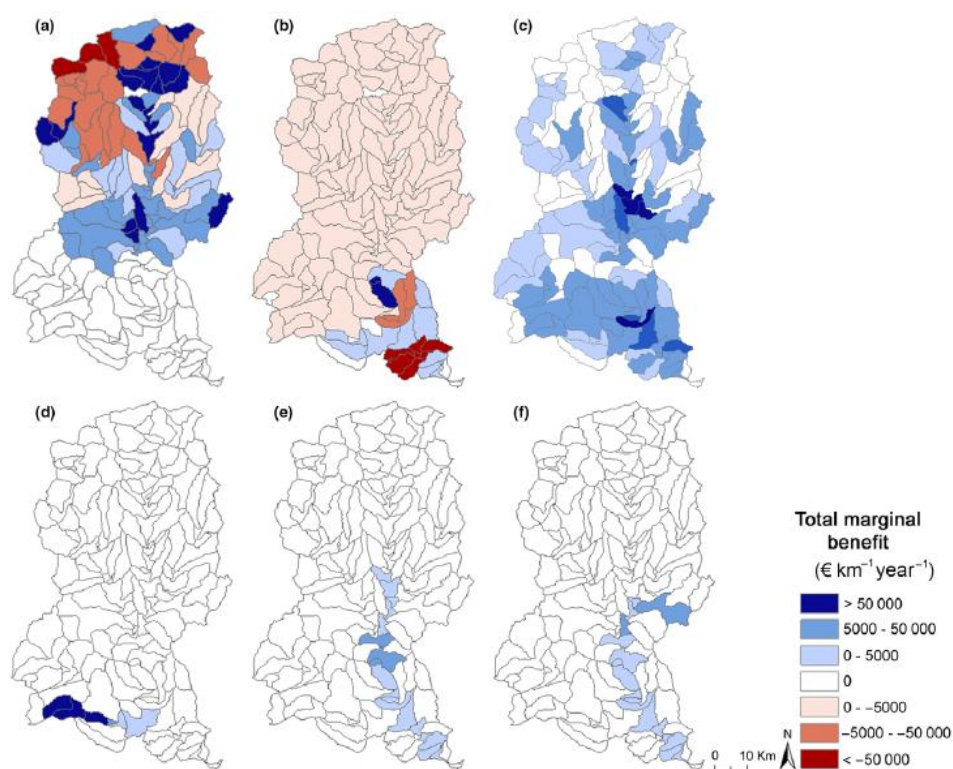 (a)
(b)
(c)
(d)
(e)
(f)
Total marginal
benefit
(€ km⁻¹ year⁻¹)
> 50 000
5000 - 50 000
0 - 5000
0
0 - -5000
-5000 - -50 000
< -50 000
N
0 10 Km